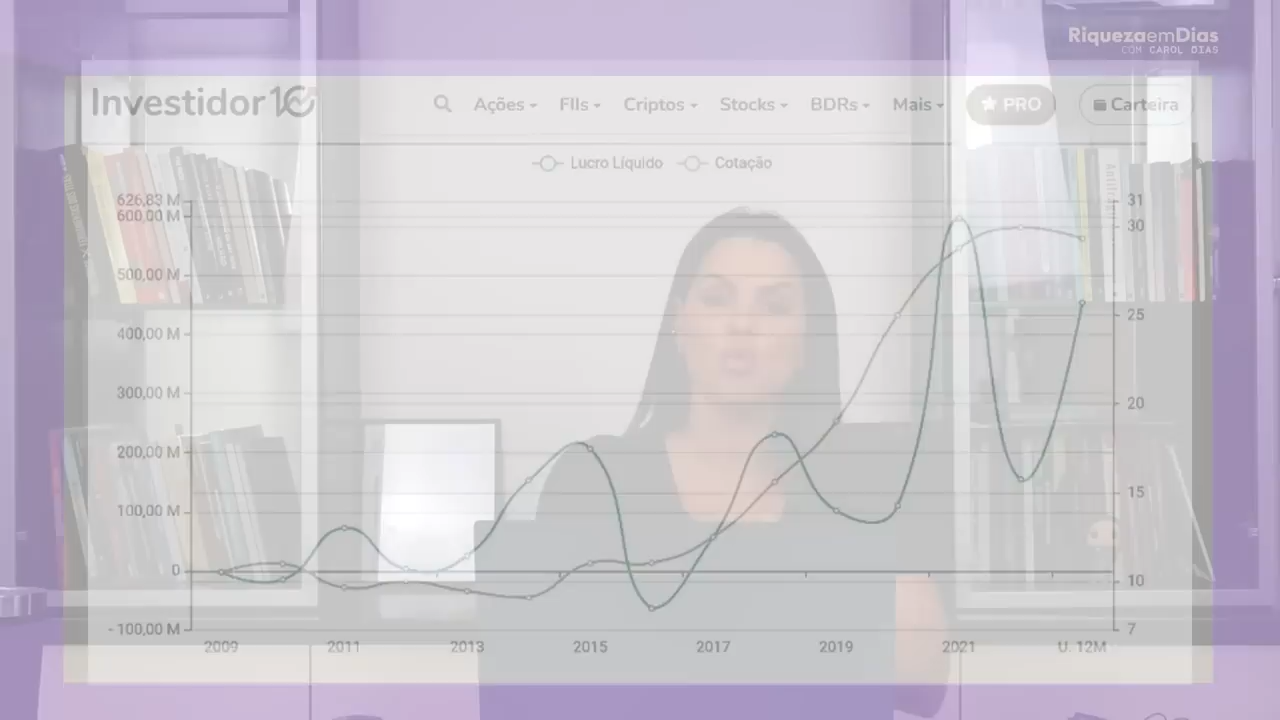 RiquezaemDias
COM CAROL DIAS
Investidor10
Ações FIIs Criptos Stocks BDRs Mais PRO Carteira
Lucro Líquido Cotação
626,83 M 31
600,00 M 30
500,00 M
400,00 M 25
300,00 M 20
200,00 M
100,00 M 15
0 10
- 100,00 M 7
2009 2011 2013 2015 2017 2019 2021 U. 12M